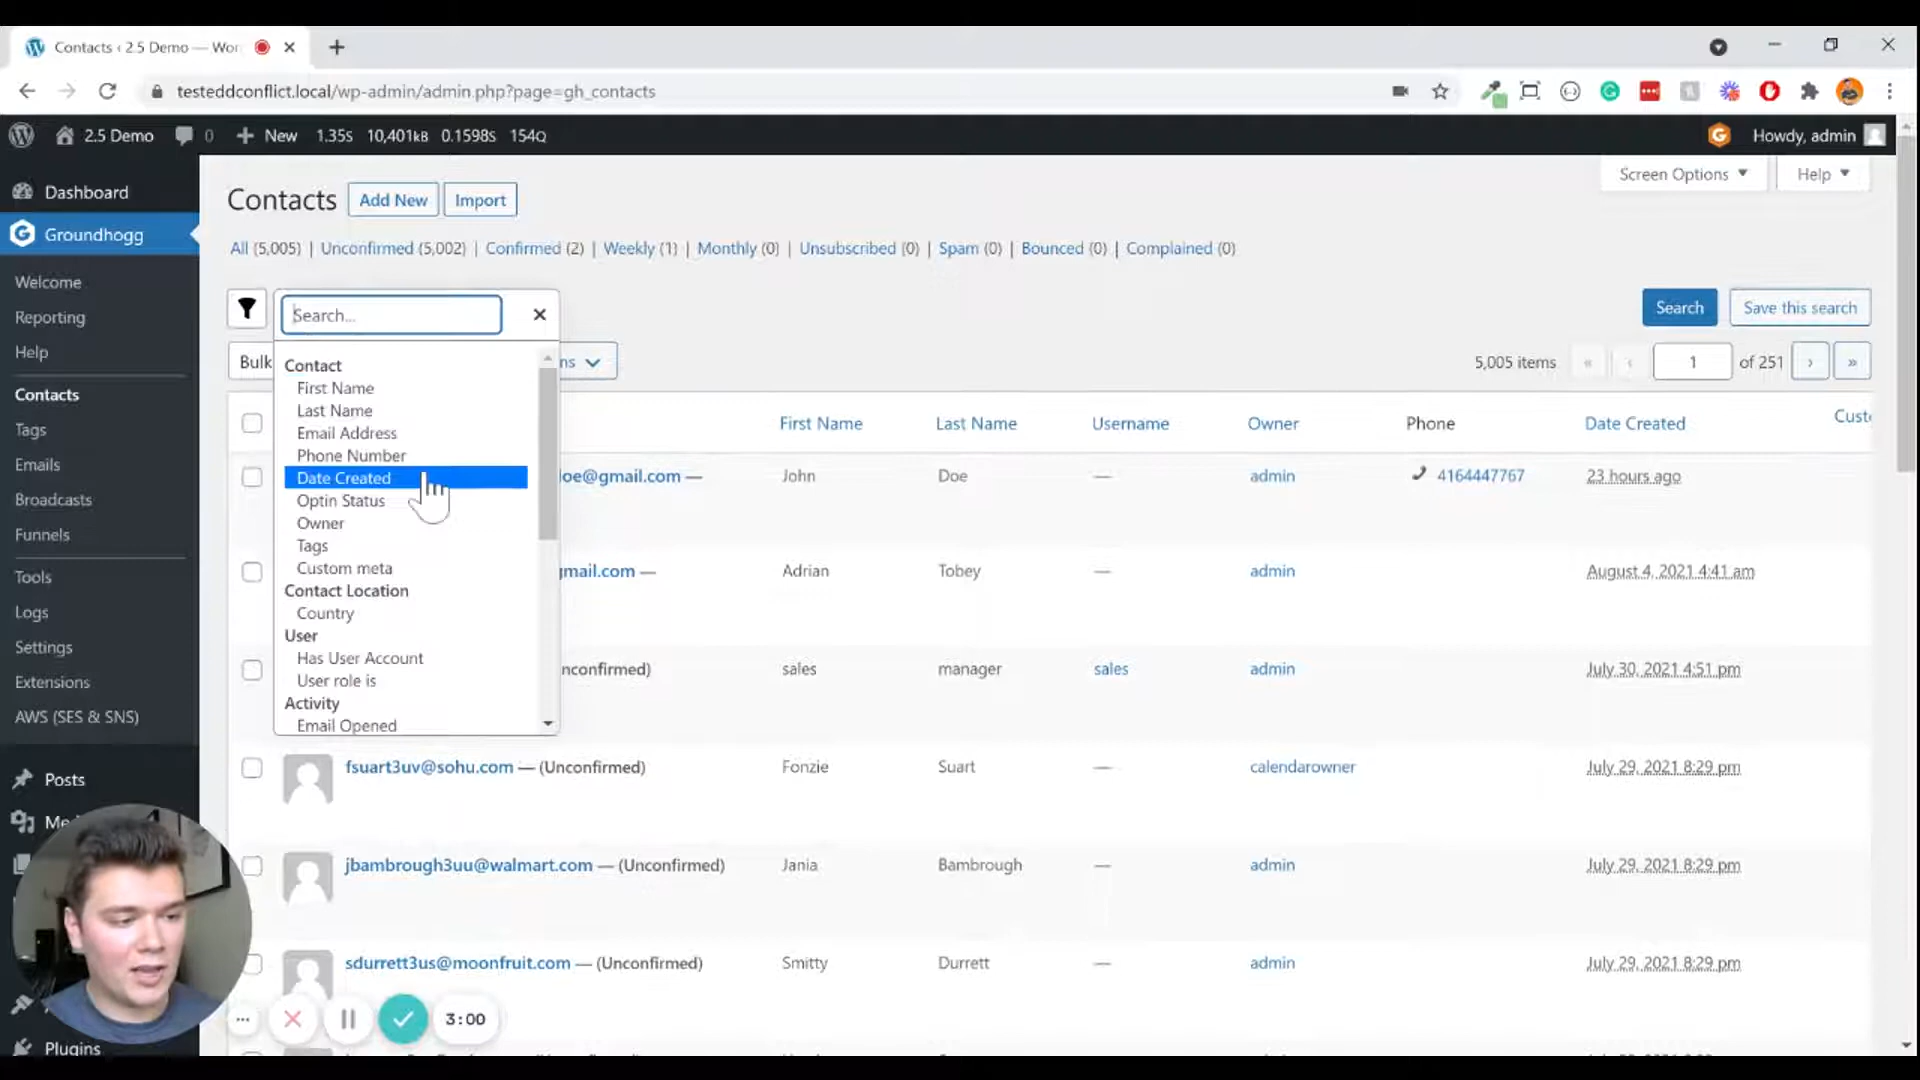 Contacts ‹ 2.5 Demo — Wor
testeddconflict.local/wp-admin/admin.php?page=gh_contacts
2.5 Demo 0 New 1.35s 10,401kB 0.1598s 154Q Howdy, admin
Dashboard
Groundhogg
Welcome
Reporting
Help
Contacts
Tags
Emails
Broadcasts
Funnels
Tools
Logs
Settings
Extensions
AWS (SES & SNS)
Posts
Plugins
Screen Options Help
Contacts Add New Import
All (5,005) | Unconfirmed (5,002) | Confirmed (2) | Weekly (1) | Monthly (0) | Unsubscribed (0) | Spam (0) | Bounced (0) | Complained (0)
Search...
Search Save this search
Bulk
5,005 items « ‹ 1 of 251 › »
Contact
First Name
Last Name
Email Address
Phone Number
Date Created
Optin Status
Owner
Tags
Custom meta
Contact Location
Country
User
Has User Account
User role is
Activity
Email Opened
First Name Last Name Username Owner Phone Date Created
loe@gmail.com — John Doe — admin 4164447767 23 hours ago
gmail.com — Adrian Tobey — admin August 4, 2021 4:41 am
nconfirmed) sales manager sales admin July 30, 2021 4:51 pm
fsuart3uv@sohu.com — (Unconfirmed) Fonzie Suart — calendarowner July 29, 2021 8:29 pm
jbambrough3uu@walmart.com — (Unconfirmed) Jania Bambrough — admin July 29, 2021 8:29 pm
sdurrett3us@moonfruit.com — (Unconfirmed) Smitty Durrett — admin July 29, 2021 8:29 pm
3:00